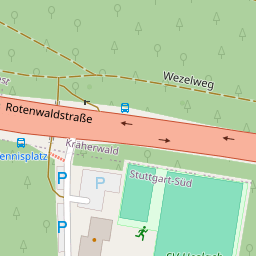 Wezelweg
Rotenwaldstraße
Kräherwald
ennisplatz
P
P
Stuttgart-Süd
P